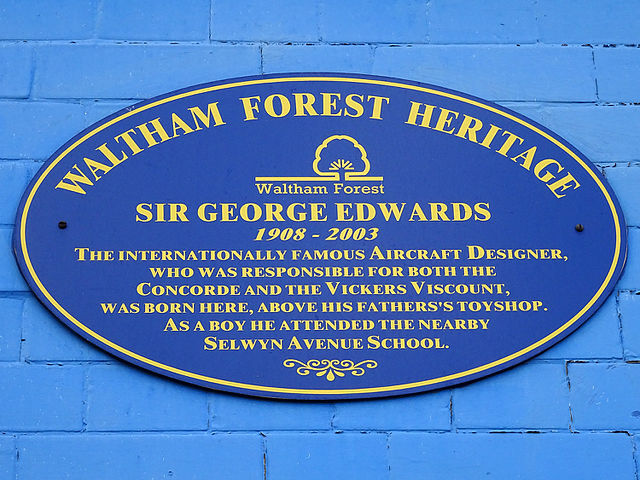 WALTHAM FOREST HERITAGE
Waltham Forest
SIR GEORGE EDWARDS
1908 - 2003
THE INTERNATIONALLY FAMOUS AIRCRAFT DESIGNER,
WHO WAS RESPONSIBLE FOR BOTH THE
CONCORDE AND THE VICKERS VISCOUNT,
WAS BORN HERE, ABOVE HIS FATHERS'S TOYSHOP.
AS A BOY HE ATTENDED THE NEARBY
SELWYN AVENUE SCHOOL.